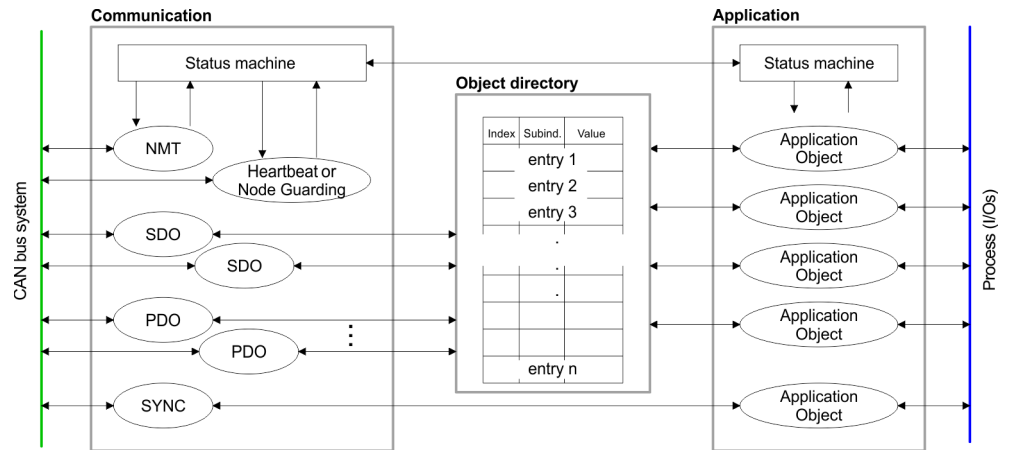 Communication
Application
Status machine
Status machine
Object directory
Index Subind. Value
entry 1
entry 2
entry 3
entry n
NMT
Heartbeat or
Node Guarding
SDO
SDO
PDO
PDO
SYNC
Application
Object
Application
Object
Application
Object
Application
Object
Application
Object
CAN bus system
Process (I/Os)